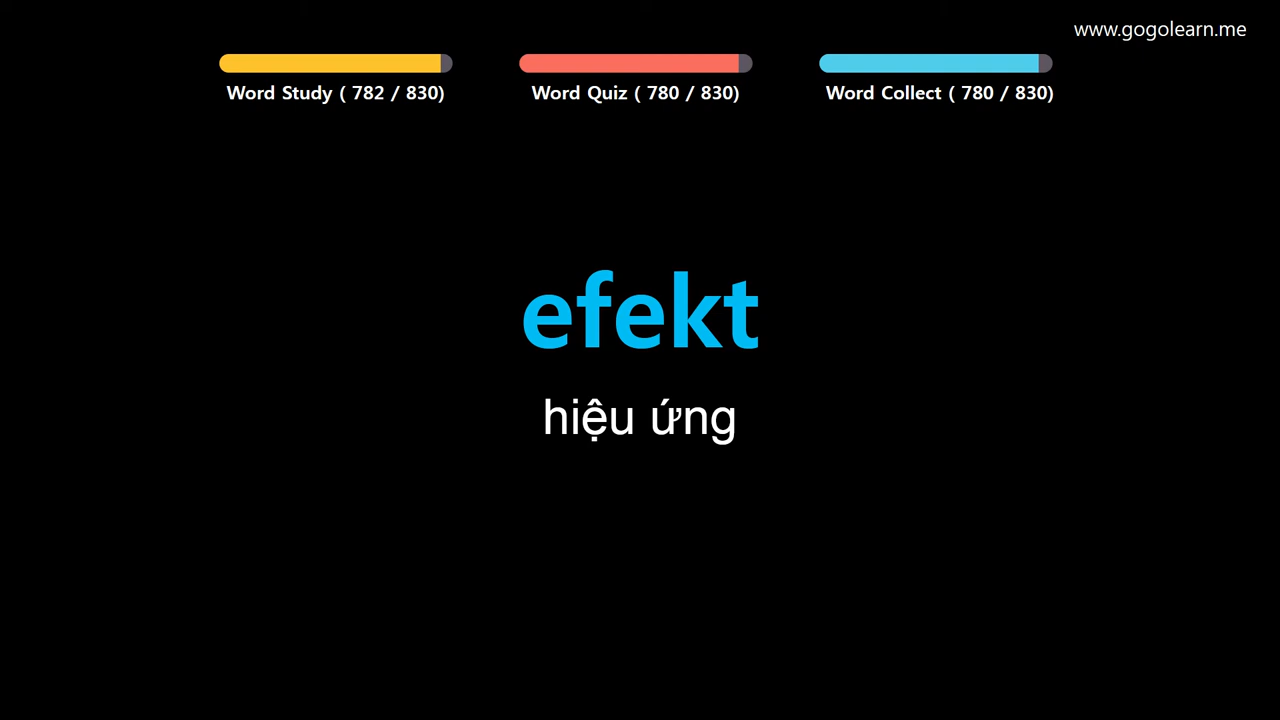 www.gogolearn.me
Word Study ( 782 / 830)
Word Quiz ( 780 / 830)
Word Collect ( 780 / 830)
efekt
hiệu ứng